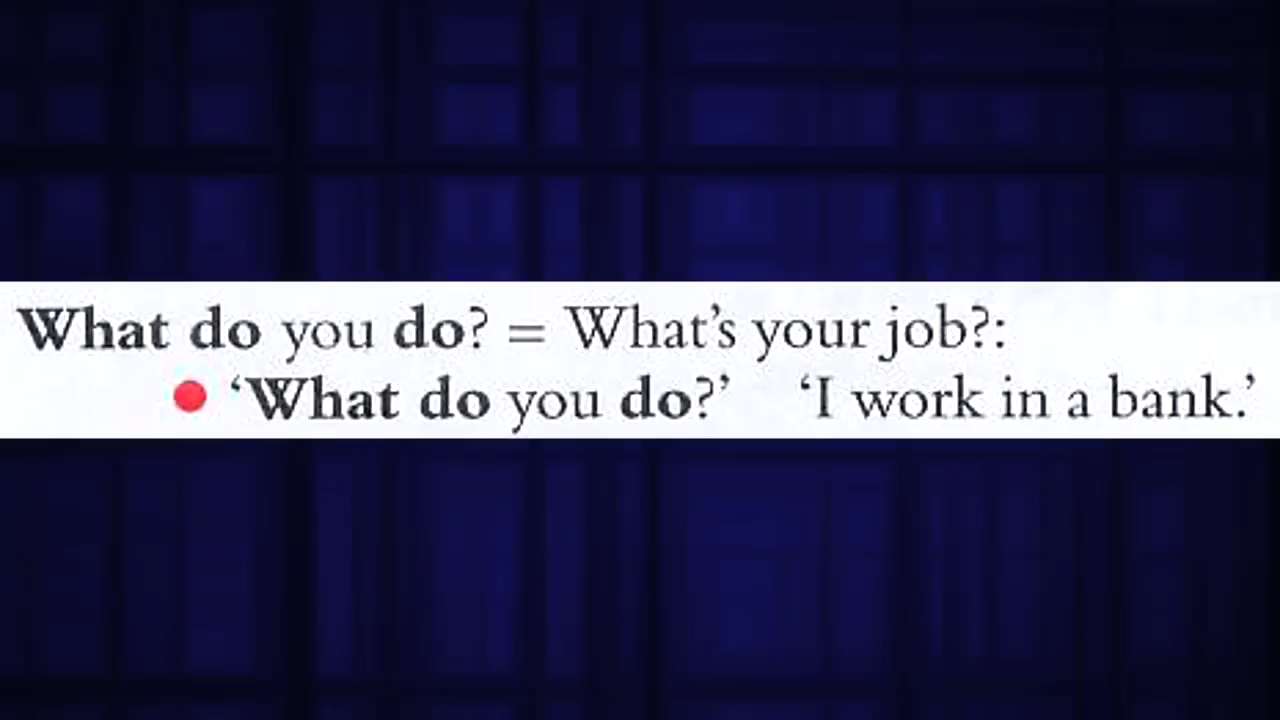 What do you do? = What's your job?:
● ‘What do you do?’ ‘I work in a bank.’